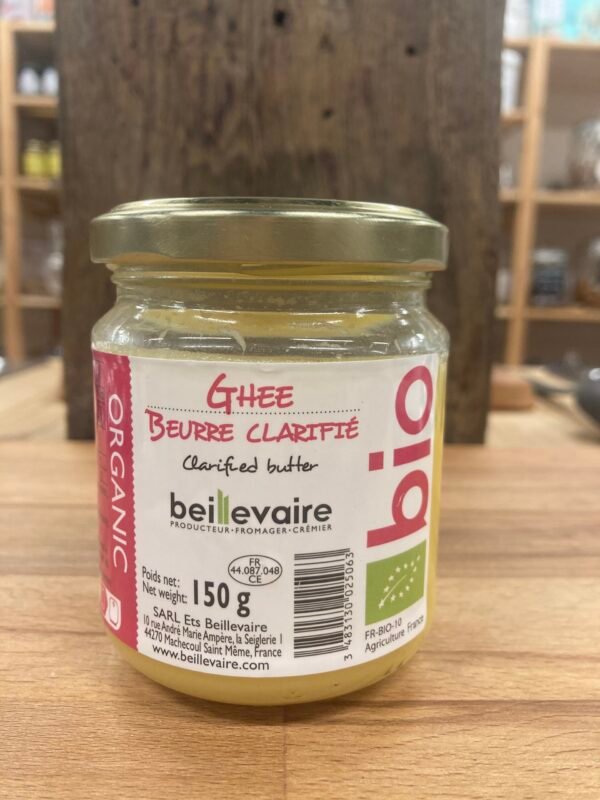 GHEE
BEURRE CLARIFIÉ
Clarified butter
beillevaire
PRODUCTEUR·FROMAGER·CRÉMIER
FR
44.087.048
CE
Poids net:
Net weight: 150 g
SARL Ets Beillevaire
10 rue André Marie Ampère, la Seiglerie 1
44270 Machecoul Saint Même, France
www.beillevaire.com
ORGANIC
bio
3 483130 025063
FR-BIO-10
Agriculture France